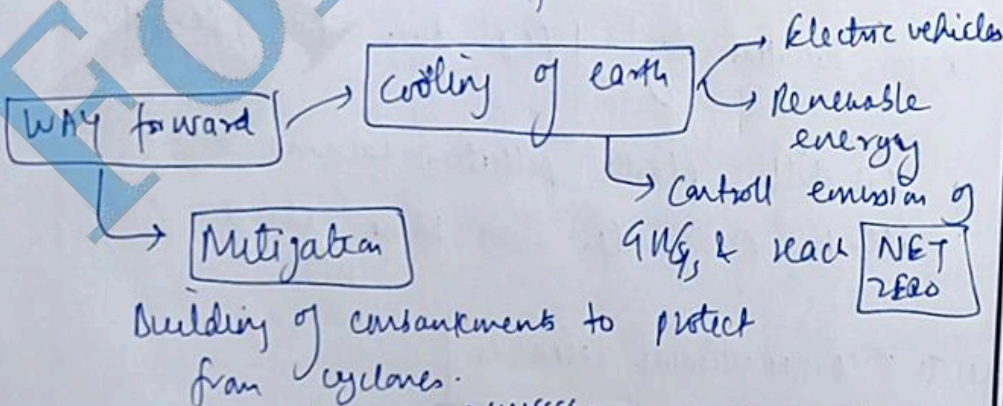 WAY forward
Cooling of earth
Electric vehicles
Renewable
energy
Controll emission of
GHGs & reach NET
ZERO
Mitigation
Building of embankments to protect
from cyclones.